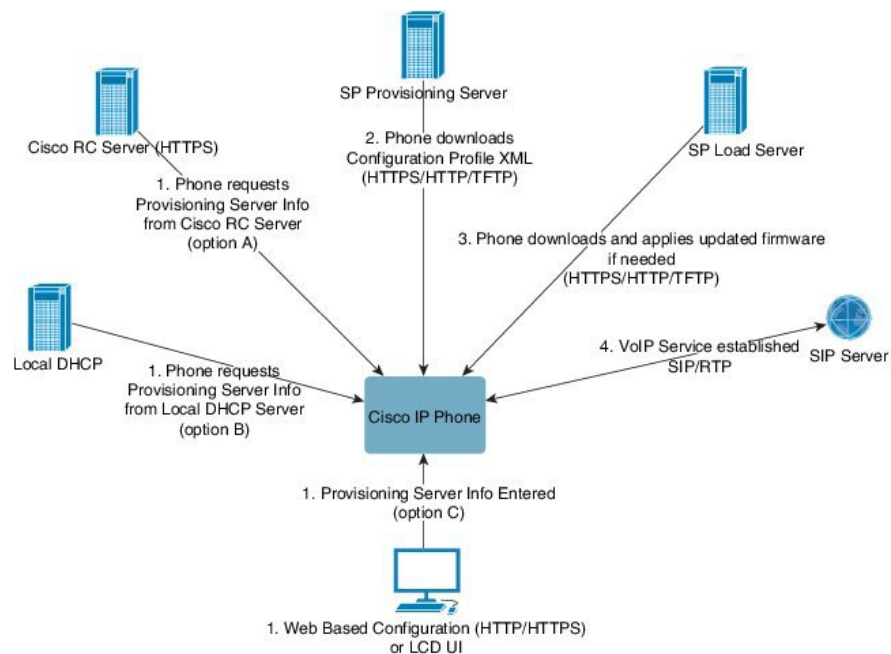 SP Provisioning Server
Cisco RC Server (HTTPS)
2. Phone downloads
Configuration Profile XML
(HTTPS/HTTP/TFTP)
SP Load Server
1. Phone requests
Provisioning Server Info
from Cisco RC Server
(option A)
3. Phone downloads and applies updated firmware
if needed
(HTTPS/HTTP/TFTP)
Local DHCP
1. Phone requests
Provisioning Server Info
from Local DHCP Server
(option B)
4. VoIP Service established
SIP/RTP
SIP Server
Cisco IP Phone
1. Provisioning Server Info Entered
(option C)
1. Web Based Configuration (HTTP/HTTPS)
or LCD UI